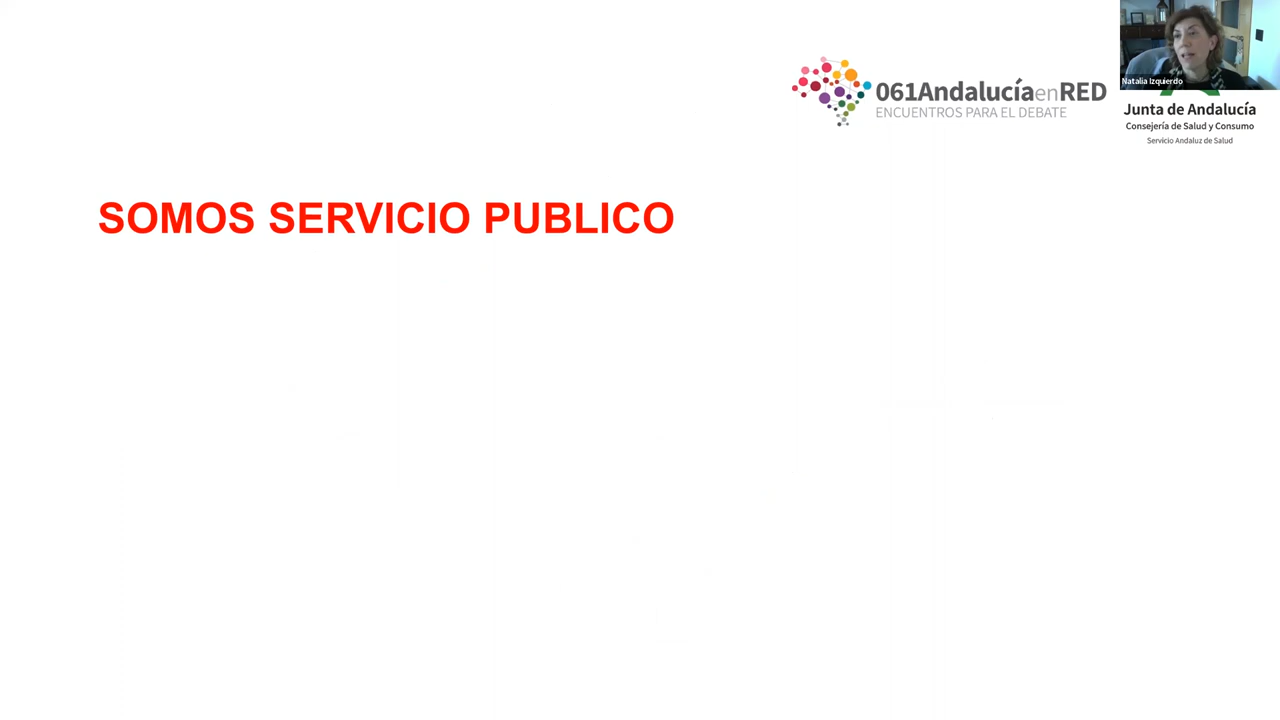 Natalia Izquierdo
061AndalucíaenRED
ENCUENTROS PARA EL DEBATE
Junta de Andalucía
Consejería de Salud y Consumo
Servicio Andaluz de Salud
SOMOS SERVICIO PUBLICO